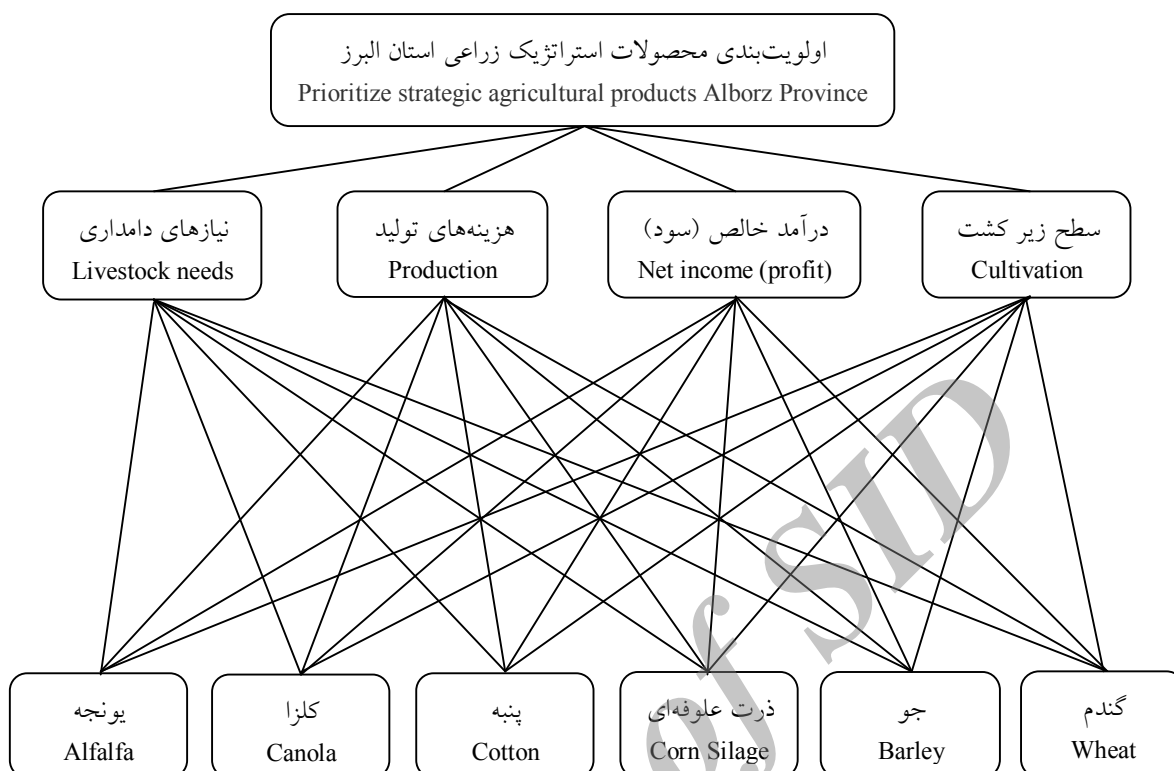 اولویت‌بندی محصولات استراتژیک زراعی استان البرز
Prioritize strategic agricultural products Alborz Province
نیازهای دامداری
Livestock needs
هزینه‌های تولید
Production
درآمد خالص (سود)
Net income (profit)
سطح زیر کشت
Cultivation
یونجه
Alfalfa
کلزا
Canola
پنبه
Cotton
ذرت علوفه‌ای
Corn Silage
جو
Barley
گندم
Wheat
of SID